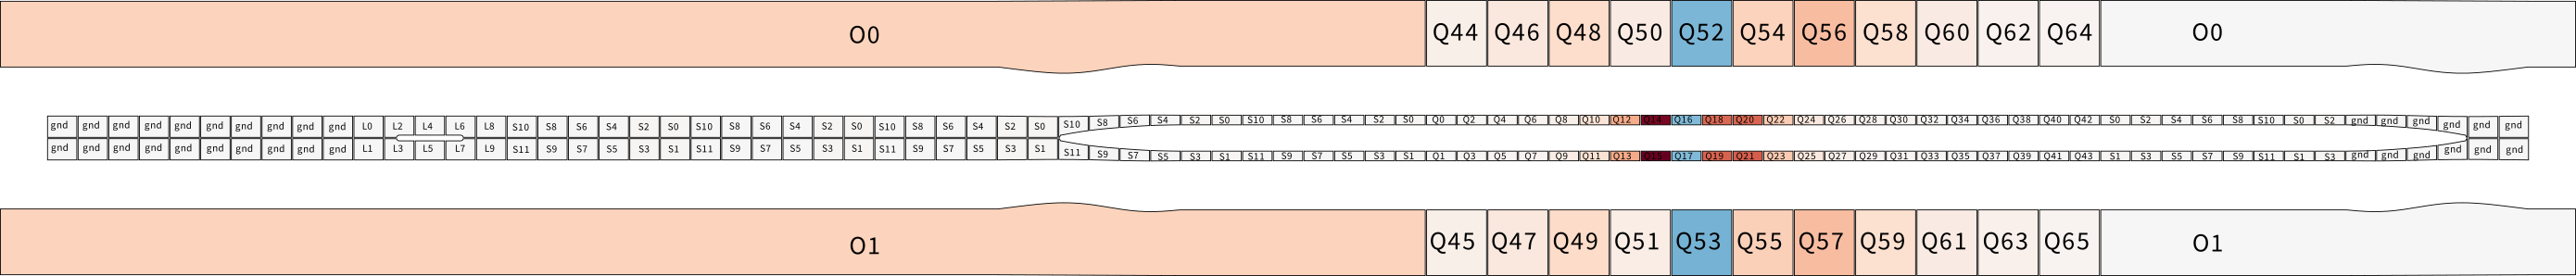 O0 Q44 Q46 Q48 Q50 Q52 Q54 Q56 Q58 Q60 Q62 Q64 O0
gnd gnd gnd gnd gnd gnd gnd gnd gnd gnd L0 L2 L4 L6 L8 S10 S8 S6 S4 S2 S0 S10 S8 S6 S4 S2 S0 S10 S8 S6 S4 S2 S0 S10 S8 S6 S4 S2 S0 S10 S8 S6 S4 S2 S0 Q0 Q2 Q4 Q6 Q8 Q10 Q12 Q14 Q16 Q18 Q20 Q22 Q24 Q26 Q28 Q30 Q32 Q34 Q36 Q38 Q40 Q42 S0 S2 S4 S6 S8 S10 S0 S2 gnd gnd gnd gnd gnd gnd
gnd gnd gnd gnd gnd gnd gnd gnd gnd gnd L1 L3 L5 L7 L9 S11 S9 S7 S5 S3 S1 S11 S9 S7 S5 S3 S1 S11 S9 S7 S5 S3 S1 S11 S9 S7 S5 S3 S1 S11 S9 S7 S5 S3 S1 Q1 Q3 Q5 Q7 Q9 Q11 Q13 Q15 Q17 Q19 Q21 Q23 Q25 Q27 Q29 Q31 Q33 Q35 Q37 Q39 Q41 Q43 S1 S3 S5 S7 S9 S11 S1 S3 gnd gnd gnd gnd gnd gnd
O1 Q45 Q47 Q49 Q51 Q53 Q55 Q57 Q59 Q61 Q63 Q65 O1